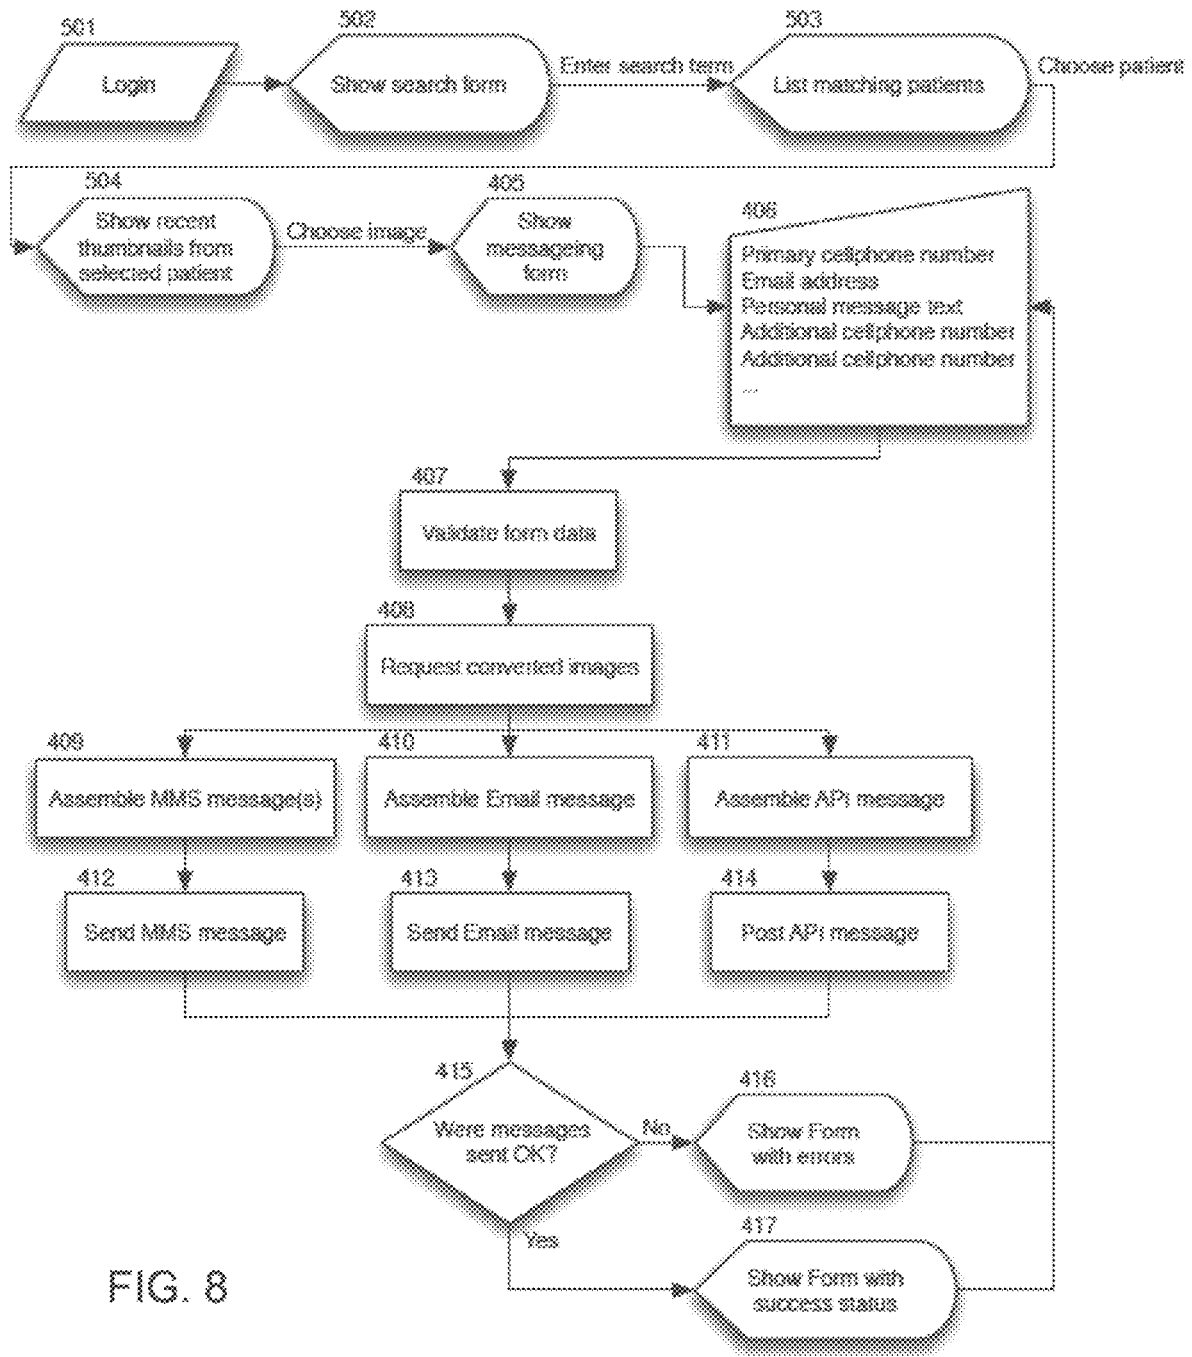 501
Login
502
Show search form
Enter search term
503
List matching patients
Choose patient
504
Show recent
thumbnails from
selected patient
Choose image
405
Show
messageing
form
406
Primary cellphone number
Email address
Personal message text
Additional cellphone number
Additional cellphone number
...
407
Validate form data
408
Request converted images
409
Assemble MMS message(s)
410
Assemble Email message
411
Assemble API message
412
Send MMS message
413
Send Email message
414
Post API message
415
Were messages
sent OK?
No
416
Show Form
with errors
Yes
417
Show Form with
success status
FIG. 8